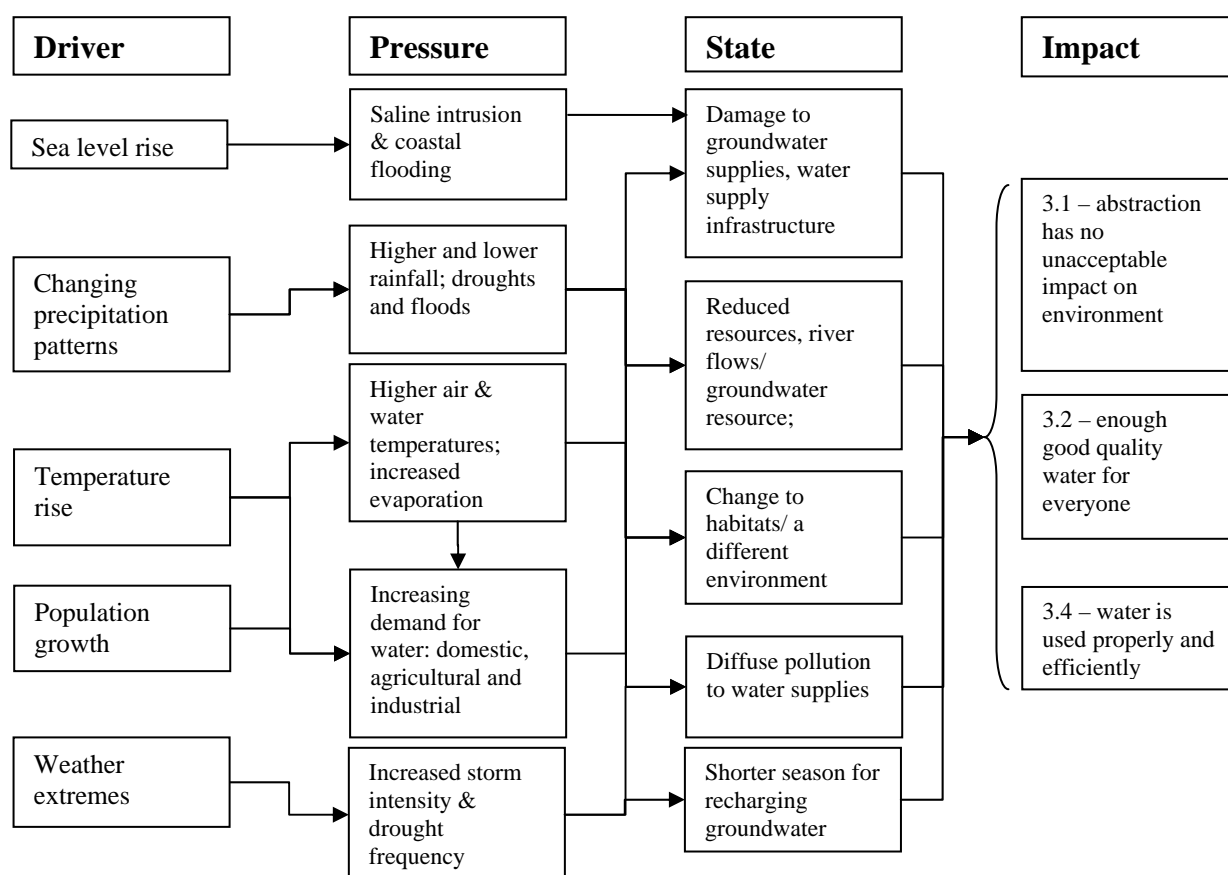 Driver
Pressure
State
Impact
Sea level rise
Changing
precipitation
patterns
Temperature
rise
Population
growth
Weather
extremes
Saline intrusion
& coastal
flooding
Higher and lower
rainfall; droughts
and floods
Higher air &
water
temperatures;
increased
evaporation
Increasing
demand for
water: domestic,
agricultural and
industrial
Increased storm
intensity &
drought
frequency
Damage to
groundwater
supplies, water
supply
infrastructure
Reduced
resources, river
flows/
groundwater
resource;
Change to
habitats/ a
different
environment
Diffuse pollution
to water supplies
Shorter season for
recharging
groundwater
3.1 – abstraction
has no
unacceptable
impact on
environment
3.2 – enough
good quality
water for
everyone
3.4 – water is
used properly and
efficiently